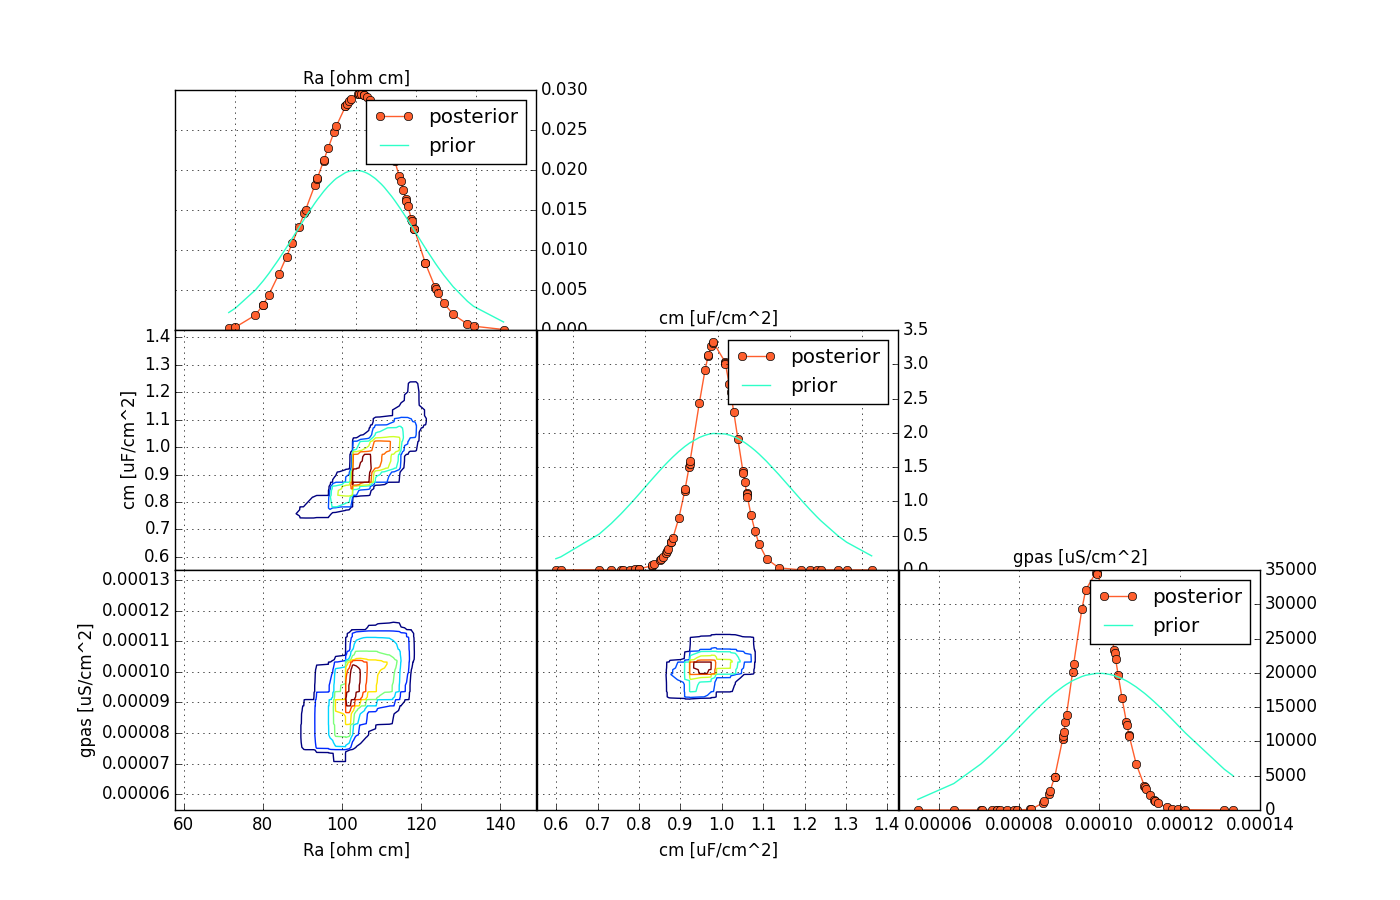 Ra [ohm cm]
0.030
0.025
0.020
0.015
0.010
0.005
0.000
posterior
prior
cm [uF/cm^2]
1.4
1.3
1.2
1.1
1.0
0.9
0.8
0.7
0.6
cm [uF/cm^2]
3.5
3.0
2.5
2.0
1.5
1.0
0.5
0.0
posterior
prior
gpas [uS/cm^2]
0.00013
0.00012
0.00011
0.00010
0.00009
0.00008
0.00007
0.00006
gpas [uS/cm^2]
35000
30000
25000
20000
15000
10000
5000
0
posterior
prior
60 80 100 120 140
0.6 0.7 0.8 0.9 1.0 1.1 1.2 1.3 1.4
0.00006 0.00008 0.00010 0.00012 0.00014
Ra [ohm cm]
cm [uF/cm^2]